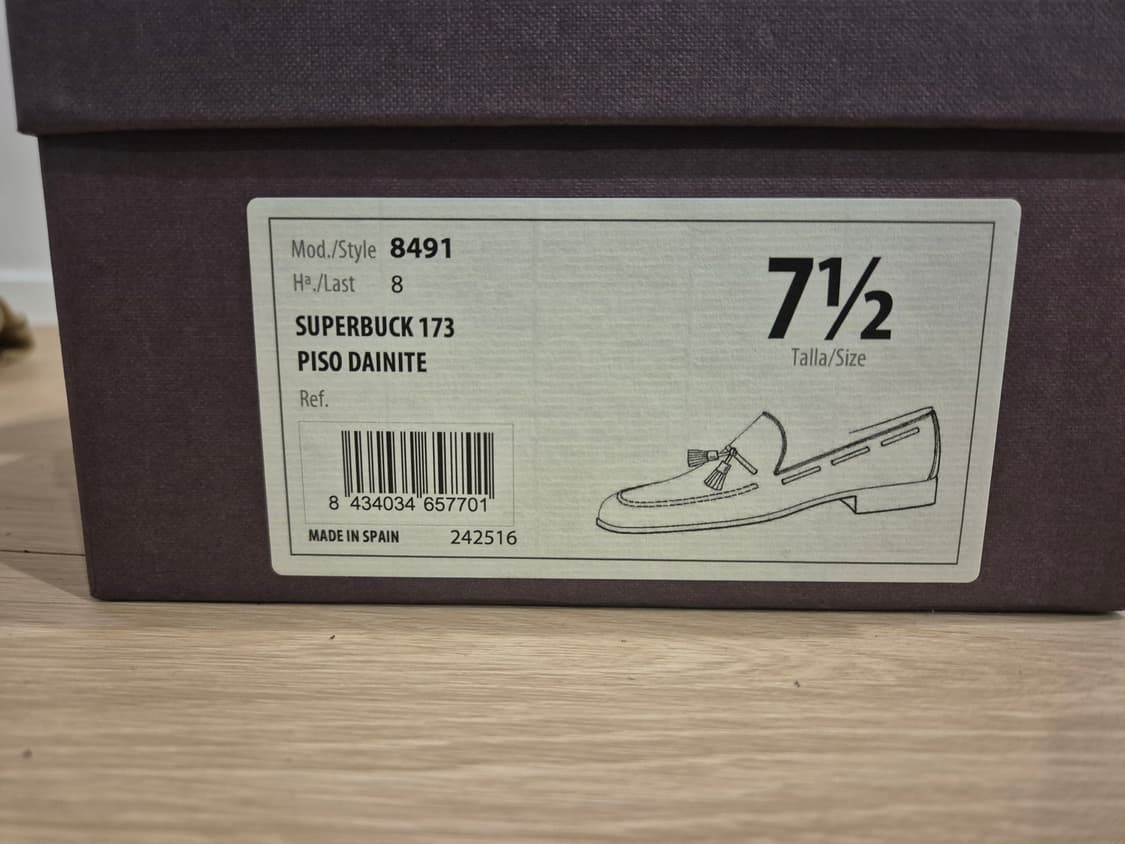 Mod./Style 8491
Hª./Last 8
SUPERBUCK 173
PISO DAINITE
Ref.
8 434034 657701
MADE IN SPAIN 242516
7½
Talla/Size